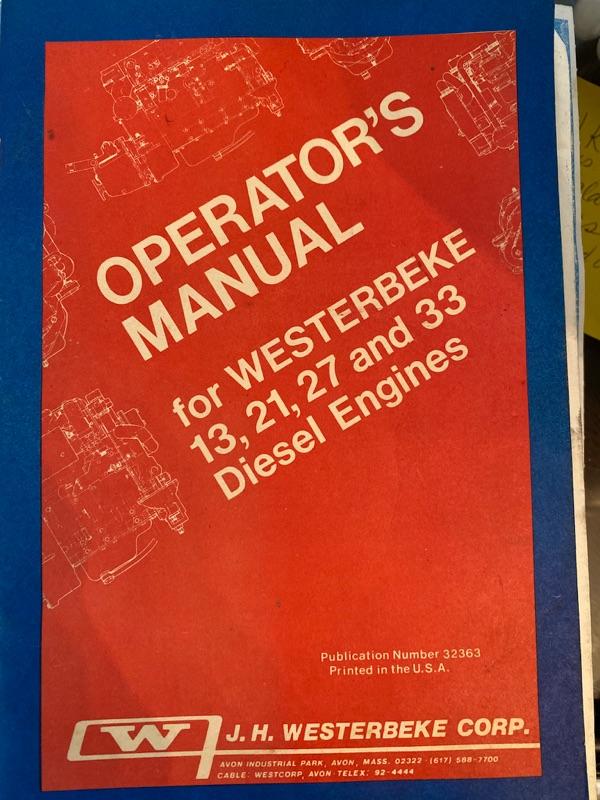 OPERATOR'S
MANUAL
for WESTERBEKE
13, 21, 27 and 33
Diesel Engines
Publication Number 32363
Printed in the U.S.A.
W
J. H. WESTERBEKE CORP.
AVON INDUSTRIAL PARK, AVON, MASS. 02322 · (617) 588-7700
CABLE: WESTCORP, AVON · TELEX: 92-4444